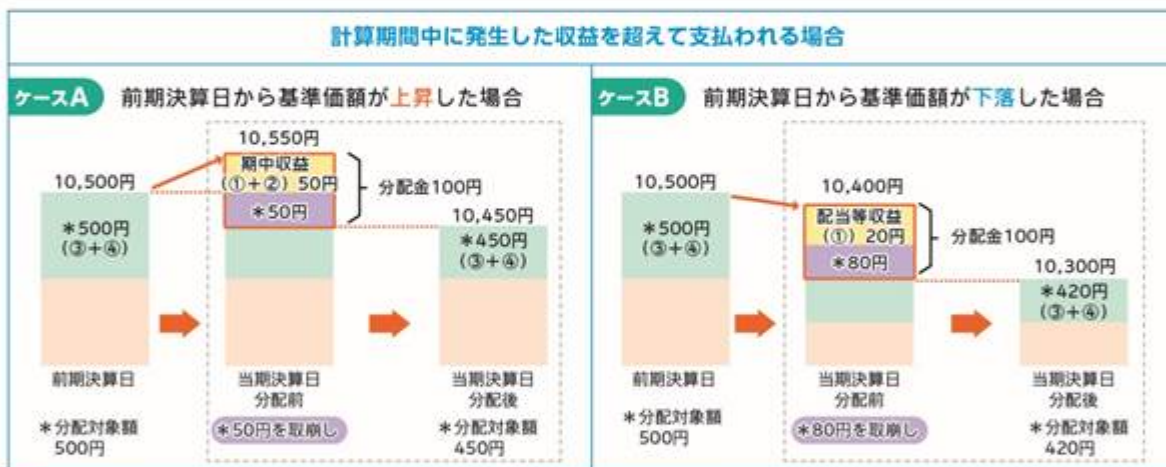 計算期間中に発生した収益を超えて支払われる場合
ケースA 前期決算日から基準価額が上昇した場合
10,550円
期中収益
(①+②) 50円
*50円
分配金100円
10,500円
*500円
(③+④)
10,450円
*450円
(③+④)
前期決算日
当期決算日
分配前
当期決算日
分配後
*分配対象額
500円
*50円を取崩し
*分配対象額
450円
ケースB 前期決算日から基準価額が下落した場合
10,500円
*500円
(③+④)
10,400円
配当等収益
(①) 20円
*80円
分配金100円
10,300円
*420円
(③+④)
前期決算日
当期決算日
分配前
当期決算日
分配後
*分配対象額
500円
*80円を取崩し
*分配対象額
420円